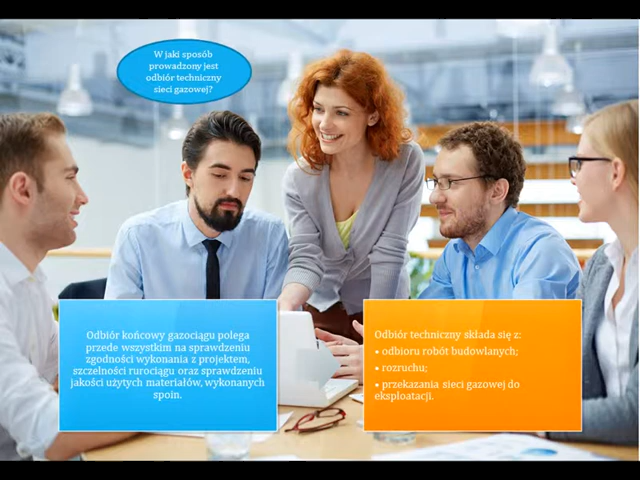 W jaki sposób
prowadzony jest
odbiór techniczny
sieci gazowej?
Odbiór końcowy gazociągu polega
przede wszystkim na sprawdzeniu
zgodności wykonania z projektem,
szczelności rurociągu oraz sprawdzeniu
jakości użytych materiałów, wykonanych
spoin.
Odbiór techniczny składa się z:
• odbioru robót budowlanych;
• rozruchu;
• przekazania sieci gazowej do
eksploatacji.